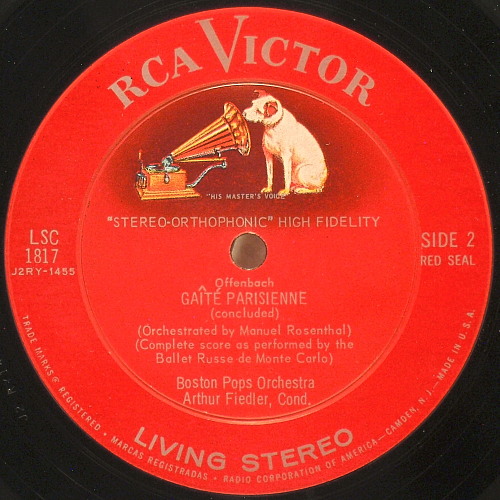 RCA VICTOR
"HIS MASTER'S VOICE"
"STEREO-ORTHOPHONIC" HIGH FIDELITY
LSC
1817
J2RY-1455
SIDE 2
RED SEAL
Offenbach
GAÎTÉ PARISIENNE
(concluded)
(Orchestrated by Manuel Rosenthal)
(Complete score as performed by the
Ballet Russe de Monte Carlo)
Boston Pops Orchestra
Arthur Fiedler, Cond.
LIVING STEREO
TRADE MARKS® REGISTERED • MARCAS REGISTRADAS • RADIO CORPORATION OF AMERICA—CAMDEN, N.J.—MADE IN U.S.A.